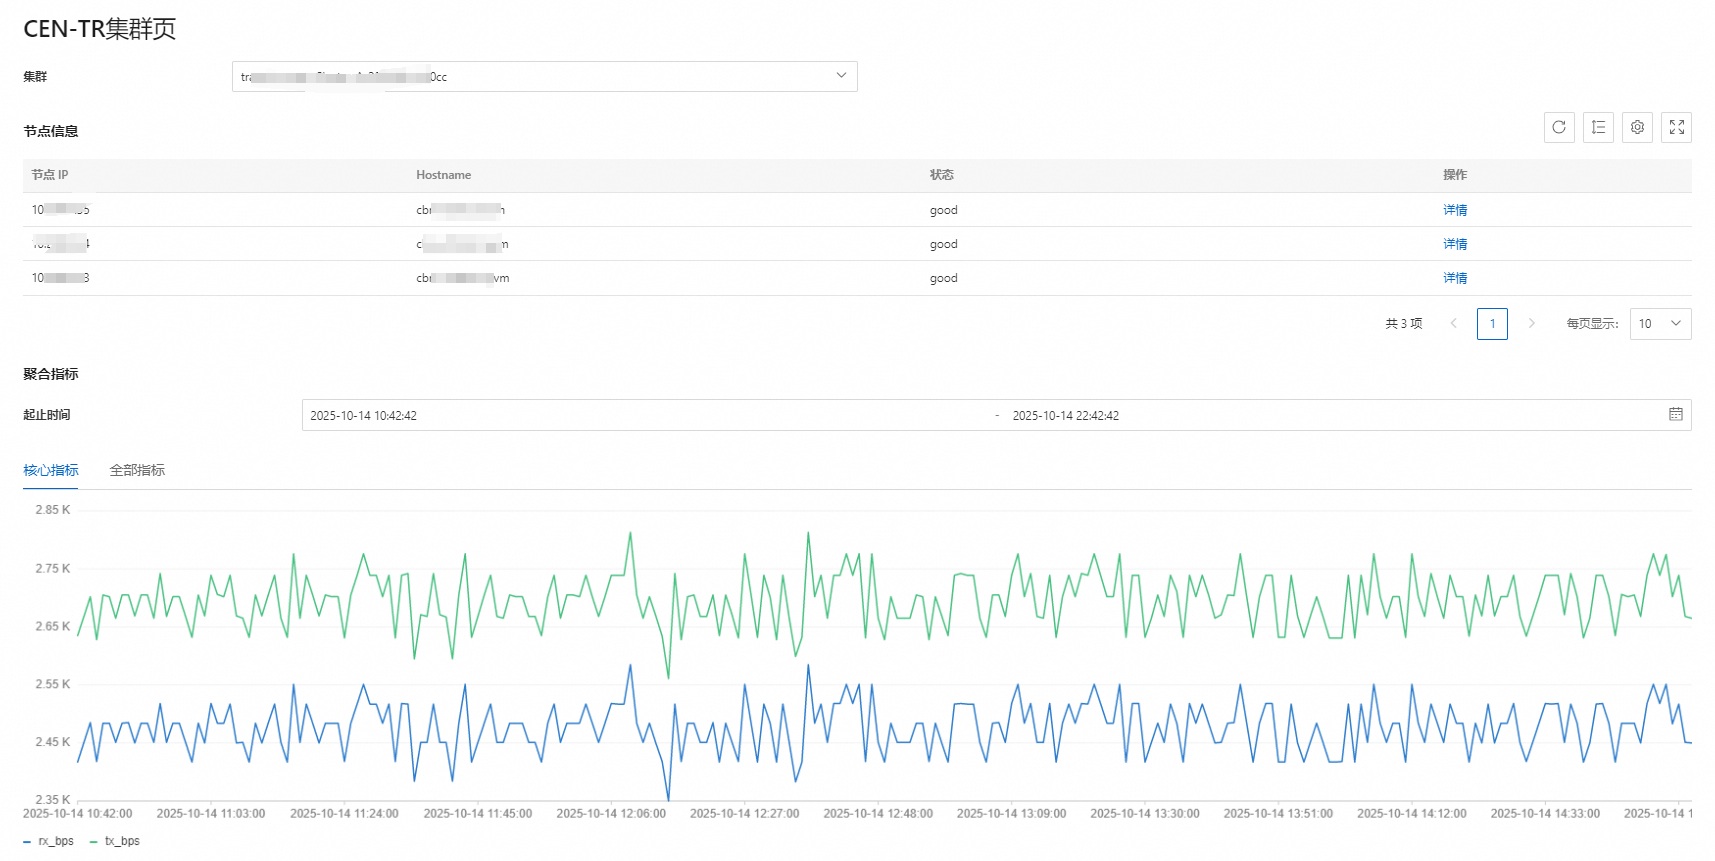 CEN-TR集群页
集群
节点信息
节点 IP Hostname 状态 操作
good 详情
good 详情
good 详情
共 3 项 1 每页显示: 10
聚合指标
起止时间 2025-10-14 10:42:42 - 2025-10-14 22:42:42
核心指标 全部指标
2.85 K
2.75 K
2.65 K
2.55 K
2.45 K
2.35 K
2025-10-14 10:42:00 2025-10-14 11:03:00 2025-10-14 11:24:00 2025-10-14 11:45:00 2025-10-14 12:06:00 2025-10-14 12:27:00 2025-10-14 12:48:00 2025-10-14 13:09:00 2025-10-14 13:30:00 2025-10-14 13:51:00 2025-10-14 14:12:00 2025-10-14 14:33:00 2025-10-14 1
rx_bps tx_bps